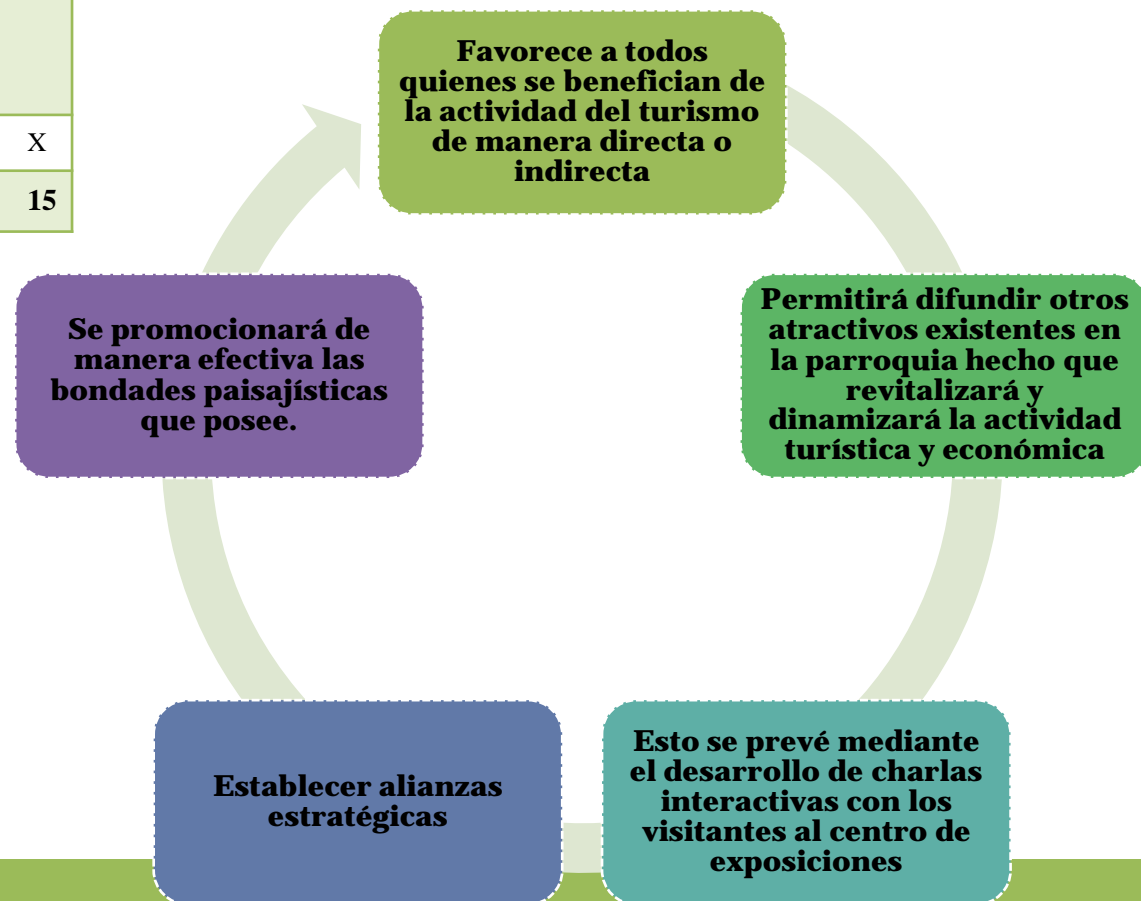 X
15
Favorece a todos
quienes se benefician de
la actividad del turismo
de manera directa o
indirecta
Permitirá difundir otros
atractivos existentes en
la parroquia hecho que
revitalizará y
dinamizará la actividad
turística y económica
Esto se prevé mediante
el desarrollo de charlas
interactivas con los
visitantes al centro de
exposiciones
Establecer alianzas
estratégicas
Se promocionará de
manera efectiva las
bondades paisajísticas
que posee.